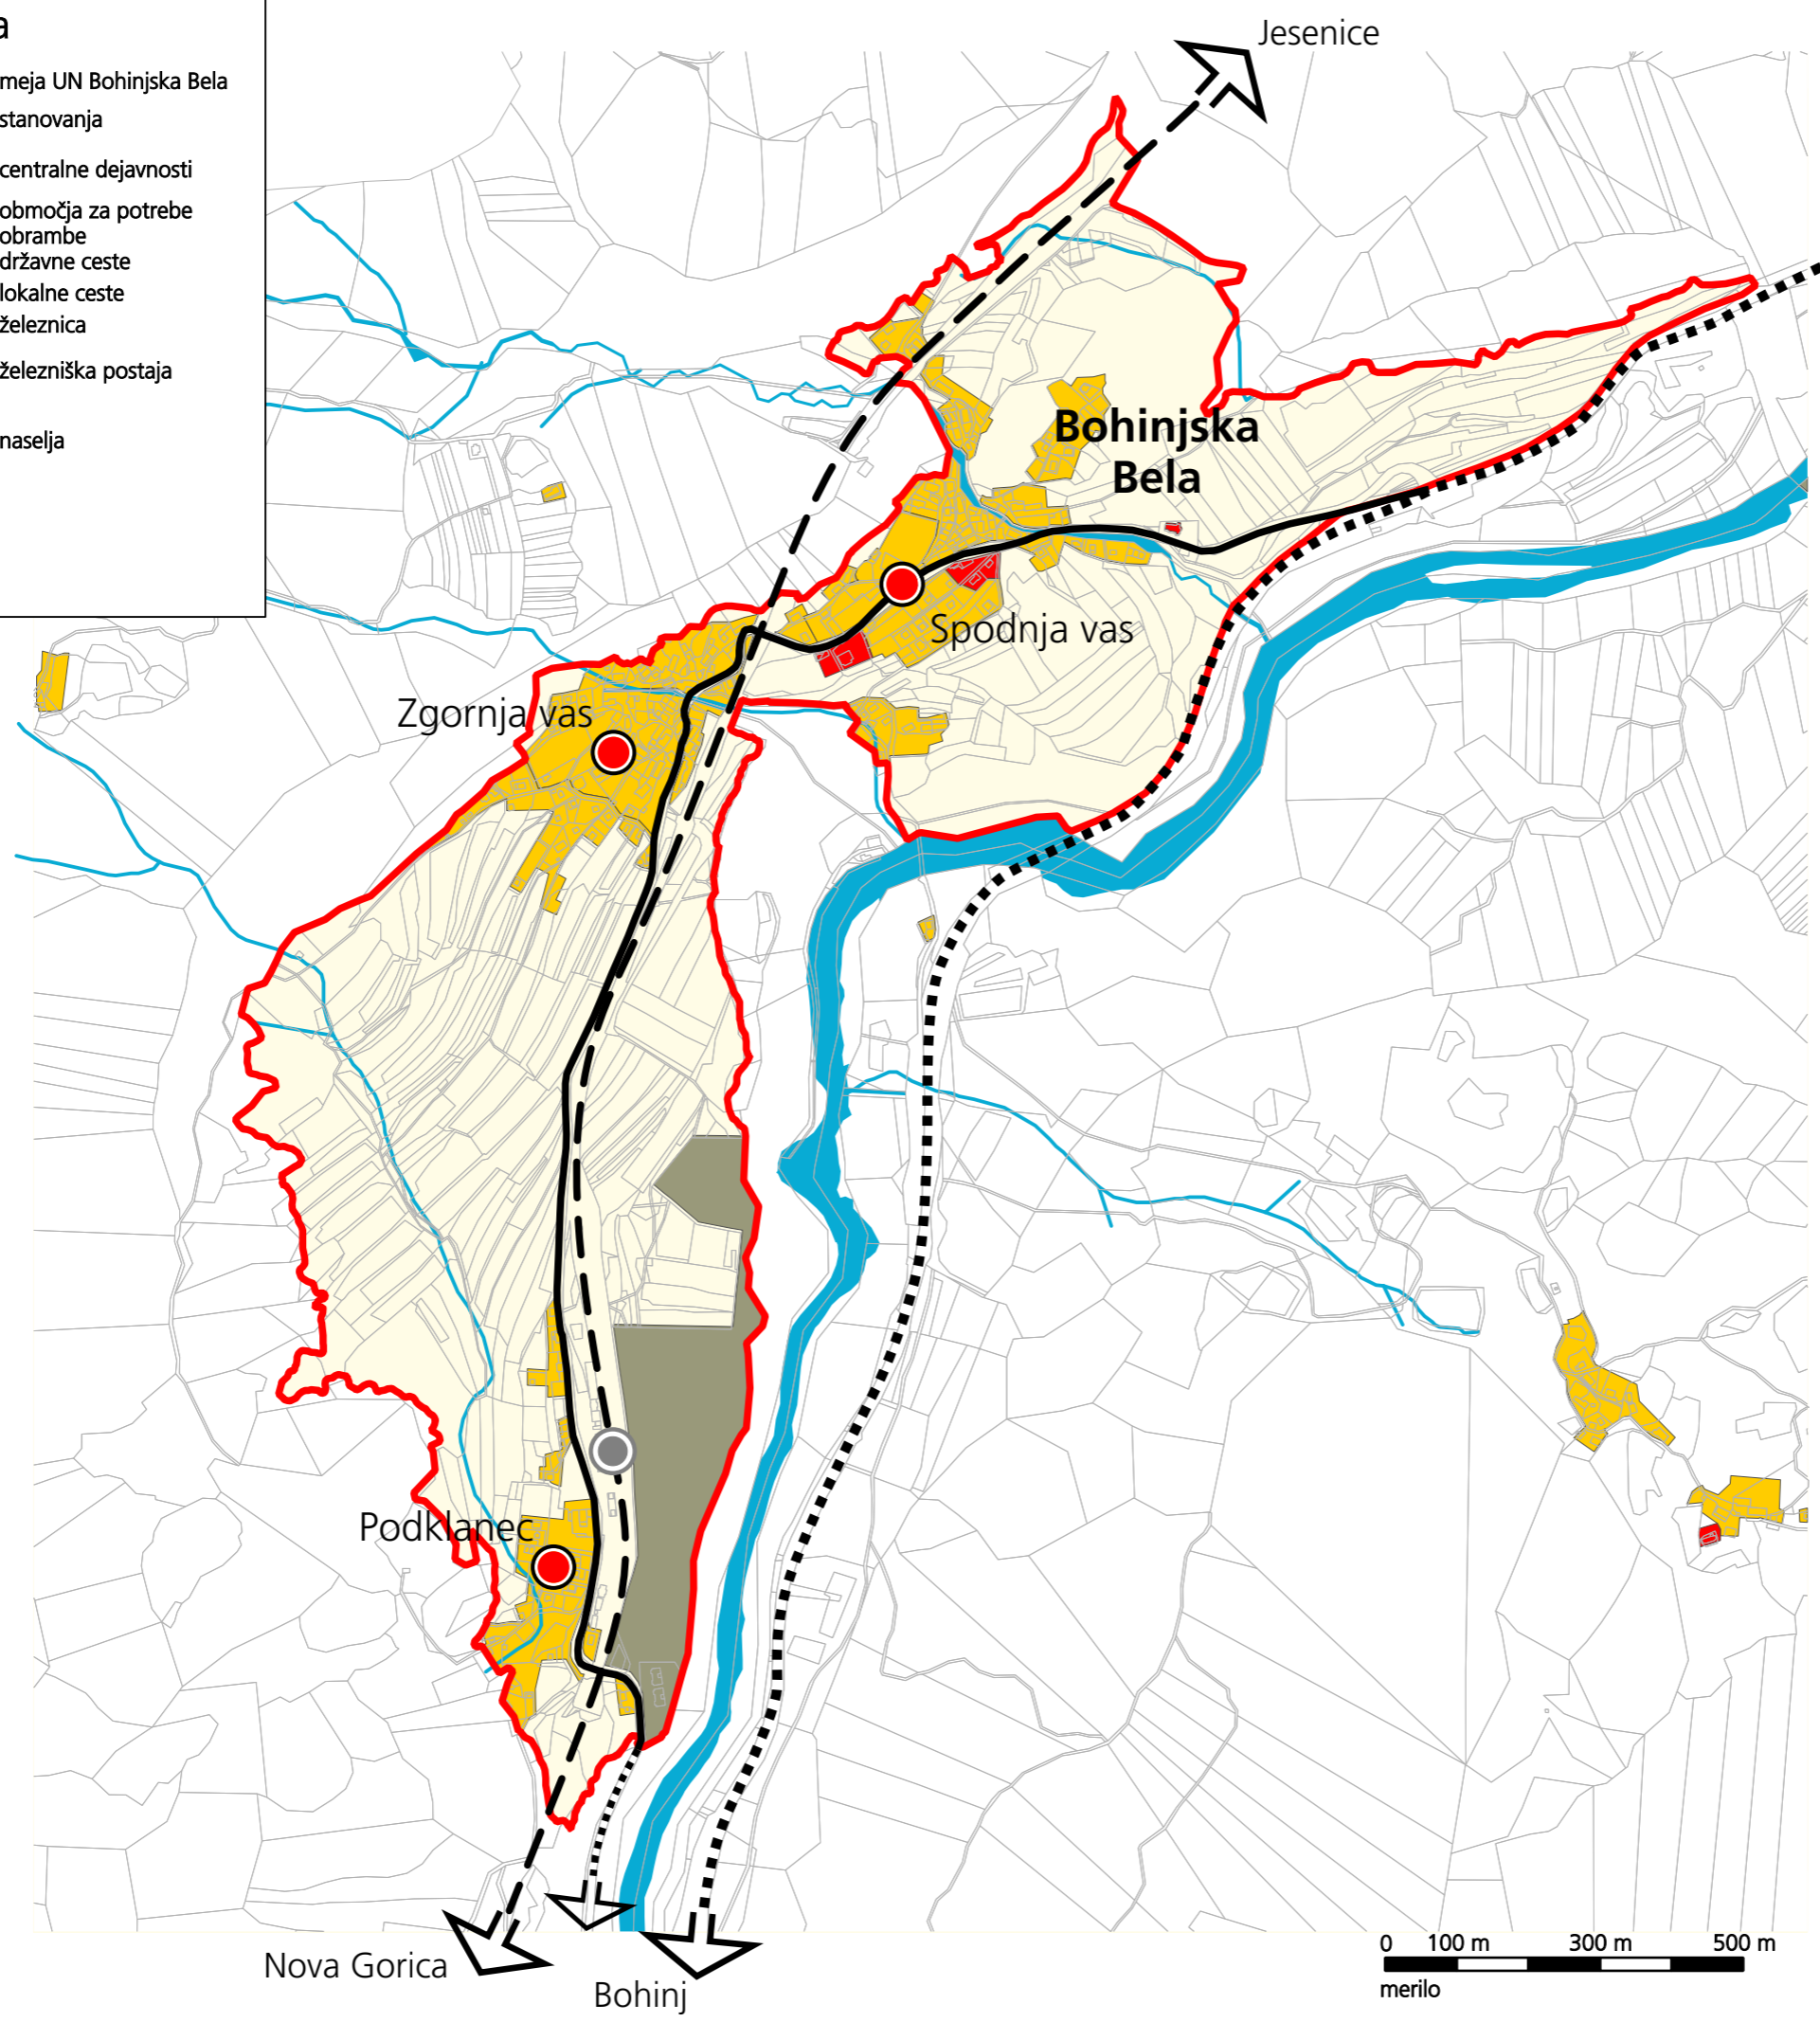 meja UN Bohinjska Bela
stanovanja
centralne dejavnosti
območja za potrebe
obrambe
državne ceste
lokalne ceste
železnica
železniška postaja
naselja
Jesenice
Bohinjska
Bela
Spodnja vas
Zgornja vas
Podklanec
Nova Gorica
Bohinj
0 100 m 300 m 500 m
merilo